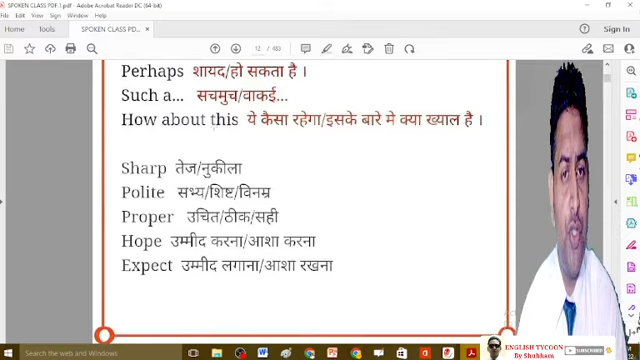 SPOKEN CLASS PDF.1.pdf - Adobe Acrobat Reader DC (64-bit)
File Edit View Sign Window Help
Home Tools SPOKEN CLASS PDF... × Sign In
12 / 483
Perhaps शायद/हो सकता है ।
Such a... सचमुच/वाकई...
How about this ये कैसा रहेगा/इसके बारे मे क्या ख्याल है ।
Sharp तेज/नुकीला
Polite सभ्य/शिष्ट/विनम्र
Proper उचित/ठीक/सही
Hope उम्मीद करना/आशा करना
Expect उम्मीद लगाना/आशा रखना
Search the Web and Windows
ENGLISH TYCOON
By Shubham
SUBSCRIBE